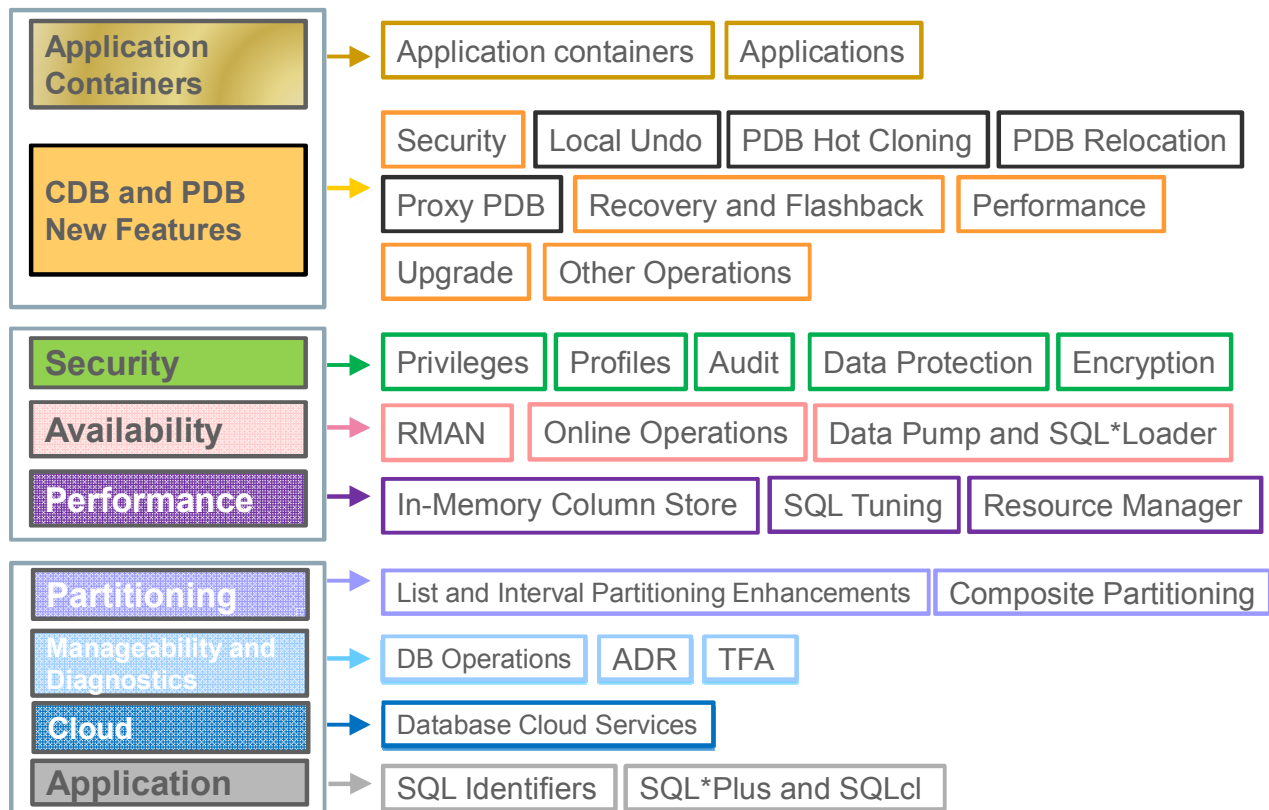 Application
Containers
Application containers
Applications
CDB and PDB
New Features
Security
Local Undo
PDB Hot Cloning
PDB Relocation
Proxy PDB
Recovery and Flashback
Performance
Upgrade
Other Operations
Security
Privileges
Profiles
Audit
Data Protection
Encryption
Availability
RMAN
Online Operations
Data Pump and SQL*Loader
Performance
In-Memory Column Store
SQL Tuning
Resource Manager
Partitioning
List and Interval Partitioning Enhancements
Composite Partitioning
Manageability and
Diagnostics
DB Operations
ADR
TFA
Cloud
Database Cloud Services
Application
SQL Identifiers
SQL*Plus and SQLcl